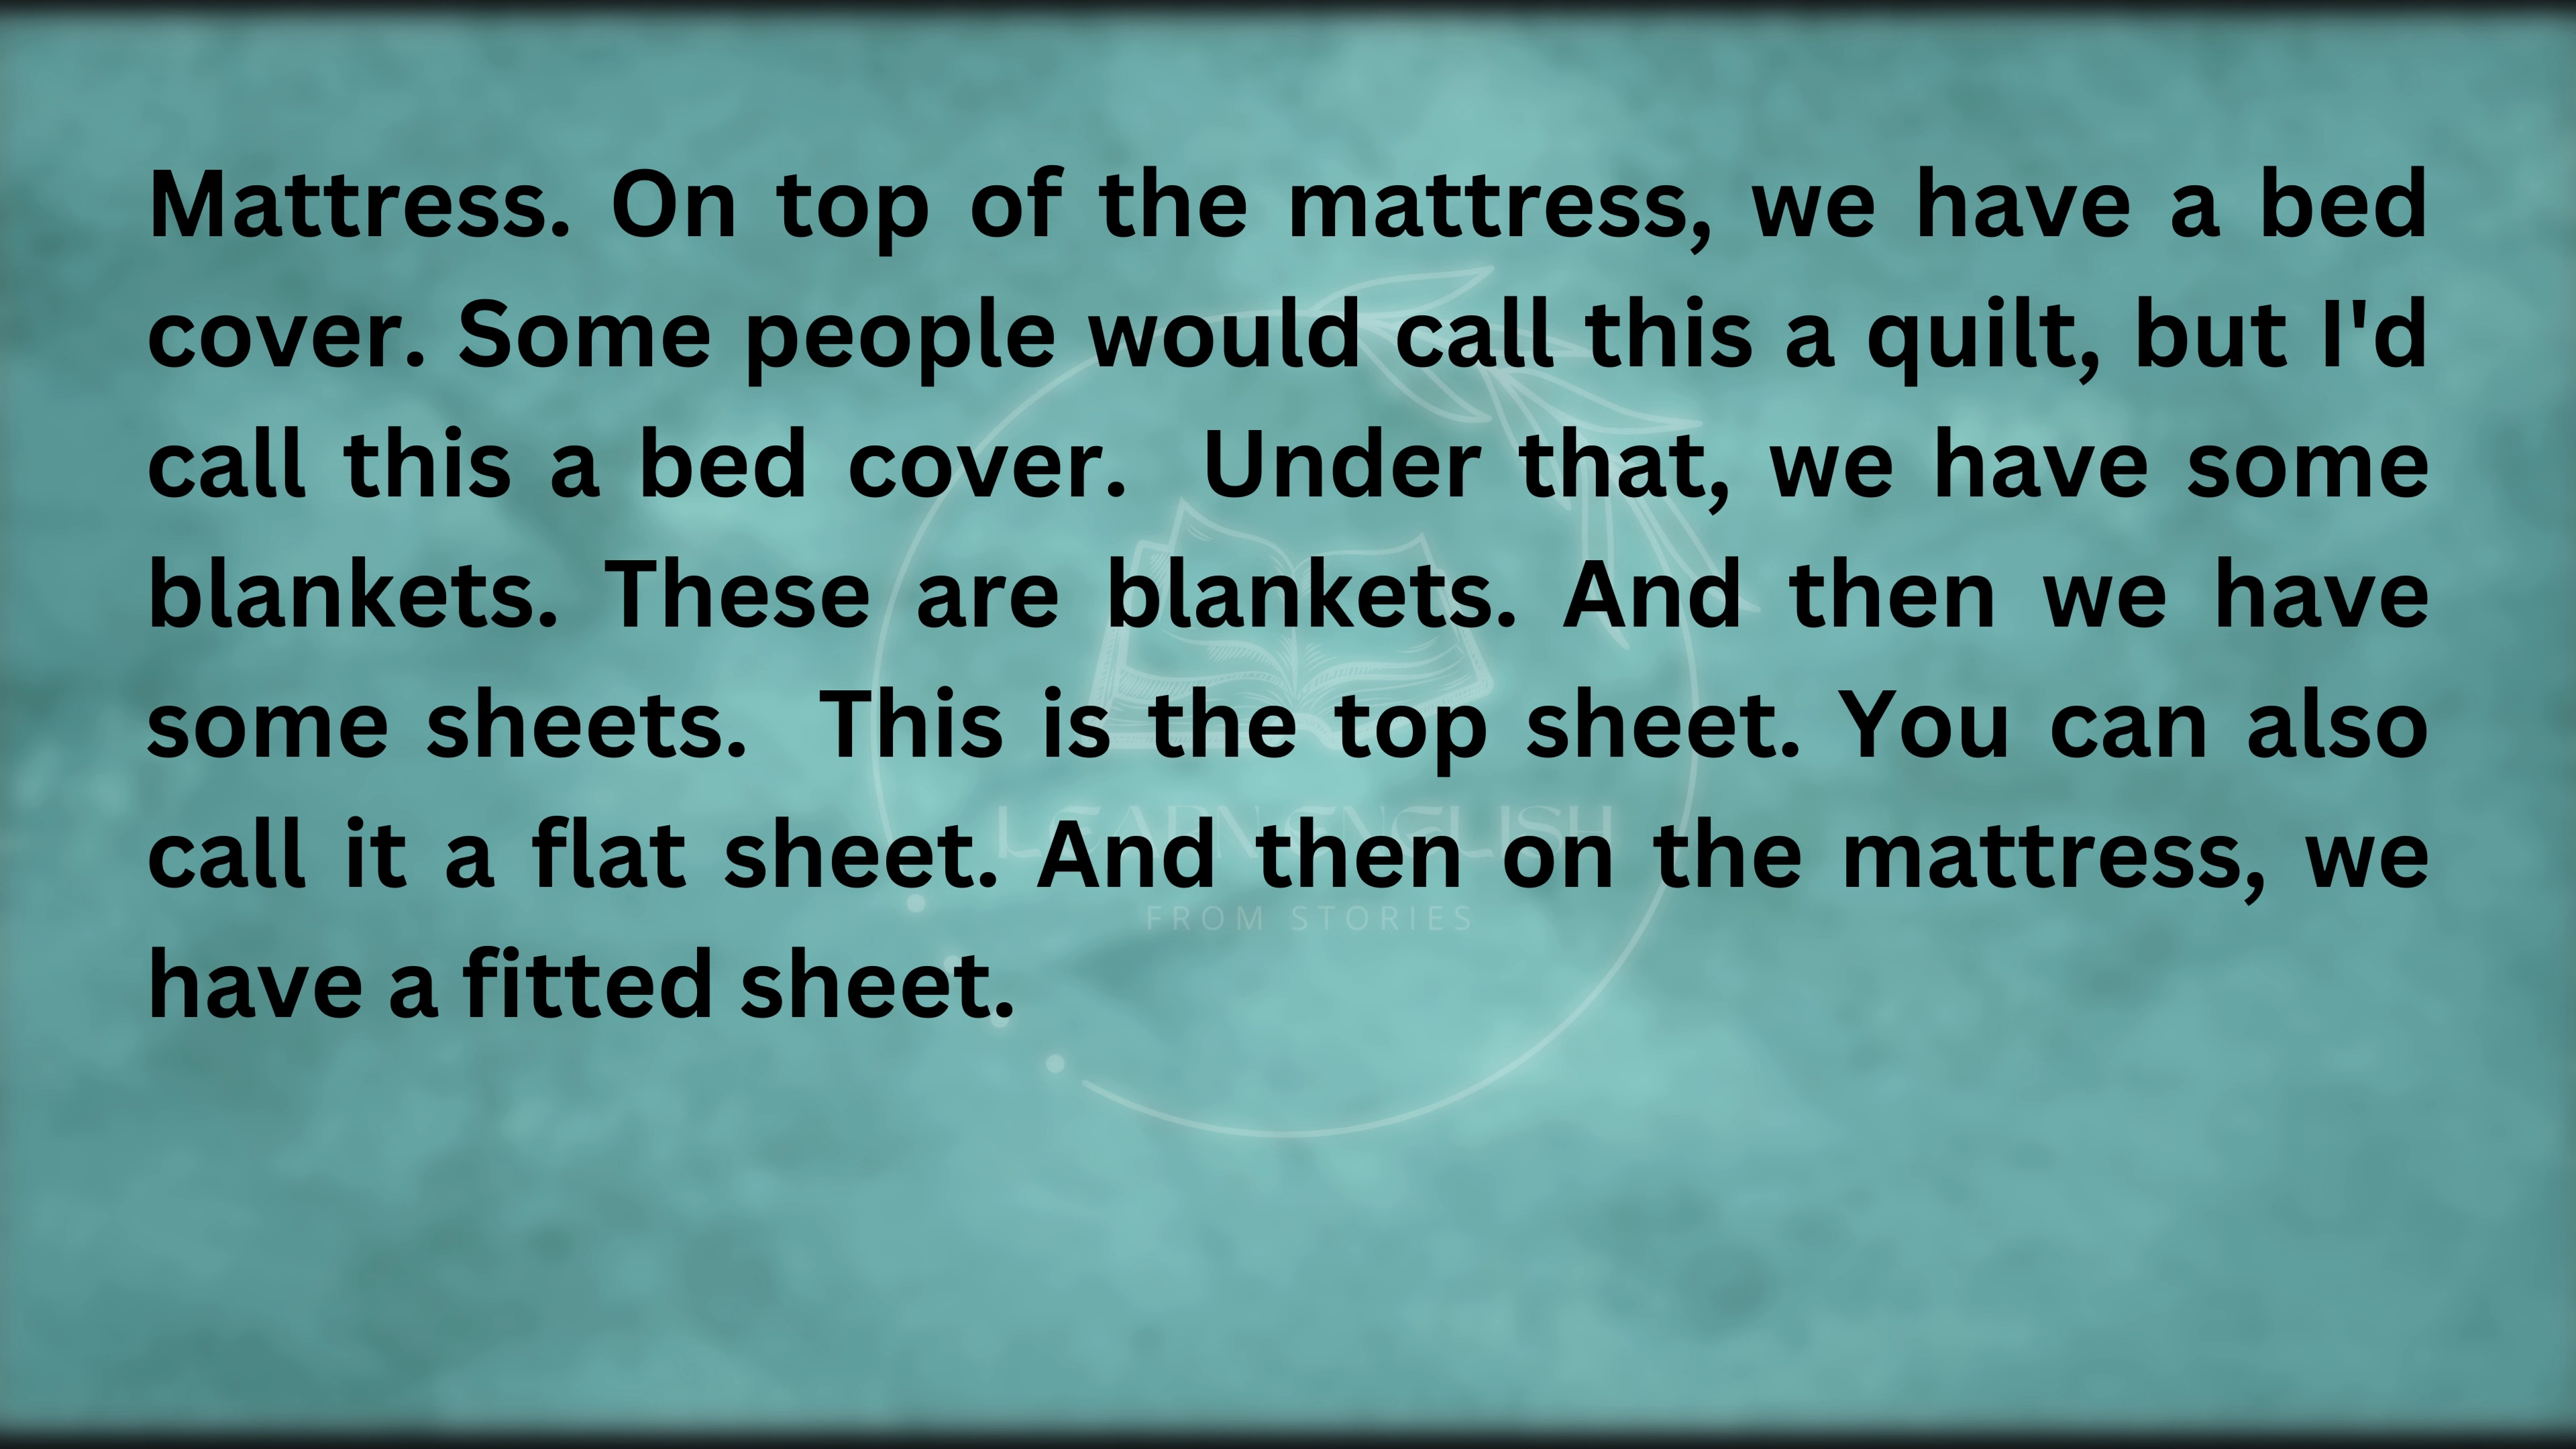 Mattress. On top of the mattress, we have a bed
cover. Some people would call this a quilt, but I'd
call this a bed cover.  Under that, we have some
blankets. These are blankets. And then we have
some sheets.  This is the top sheet. You can also
call it a flat sheet. And then on the mattress, we
have a fitted sheet.
LEARN ENGLISH
FROM STORIES